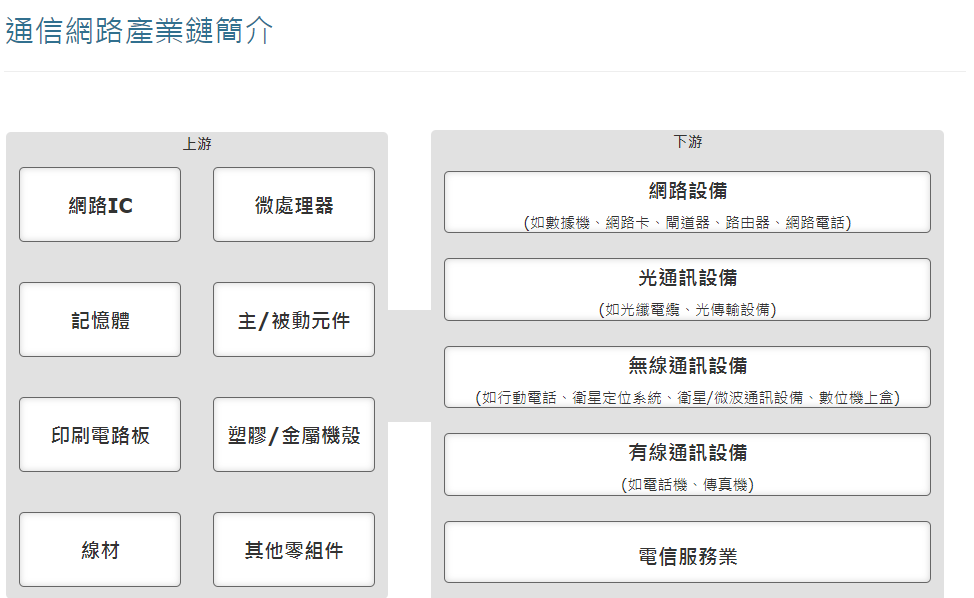 通信網路產業鏈簡介
上游
網路IC
微處理器
記憶體
主/被動元件
印刷電路板
塑膠/金屬機殼
線材
其他零組件
下游
網路設備
(如數據機、網路卡、閘道器、路由器、網路電話)
光通訊設備
(如光纖電纜、光傳輸設備)
無線通訊設備
(如行動電話、衛星定位系統、衛星/微波通訊設備、數位機上盒)
有線通訊設備
(如電話機、傳真機)
電信服務業